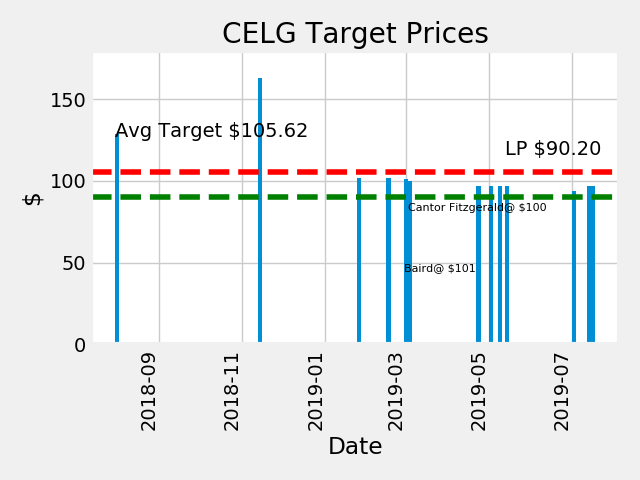 CELG Target Prices
150
Avg Target $105.62
LP $90.20
100
Cantor Fitzgerald@ $100
50
Baird@ $101
0
$
2018-09
2018-11
2019-01
2019-03
2019-05
2019-07
Date